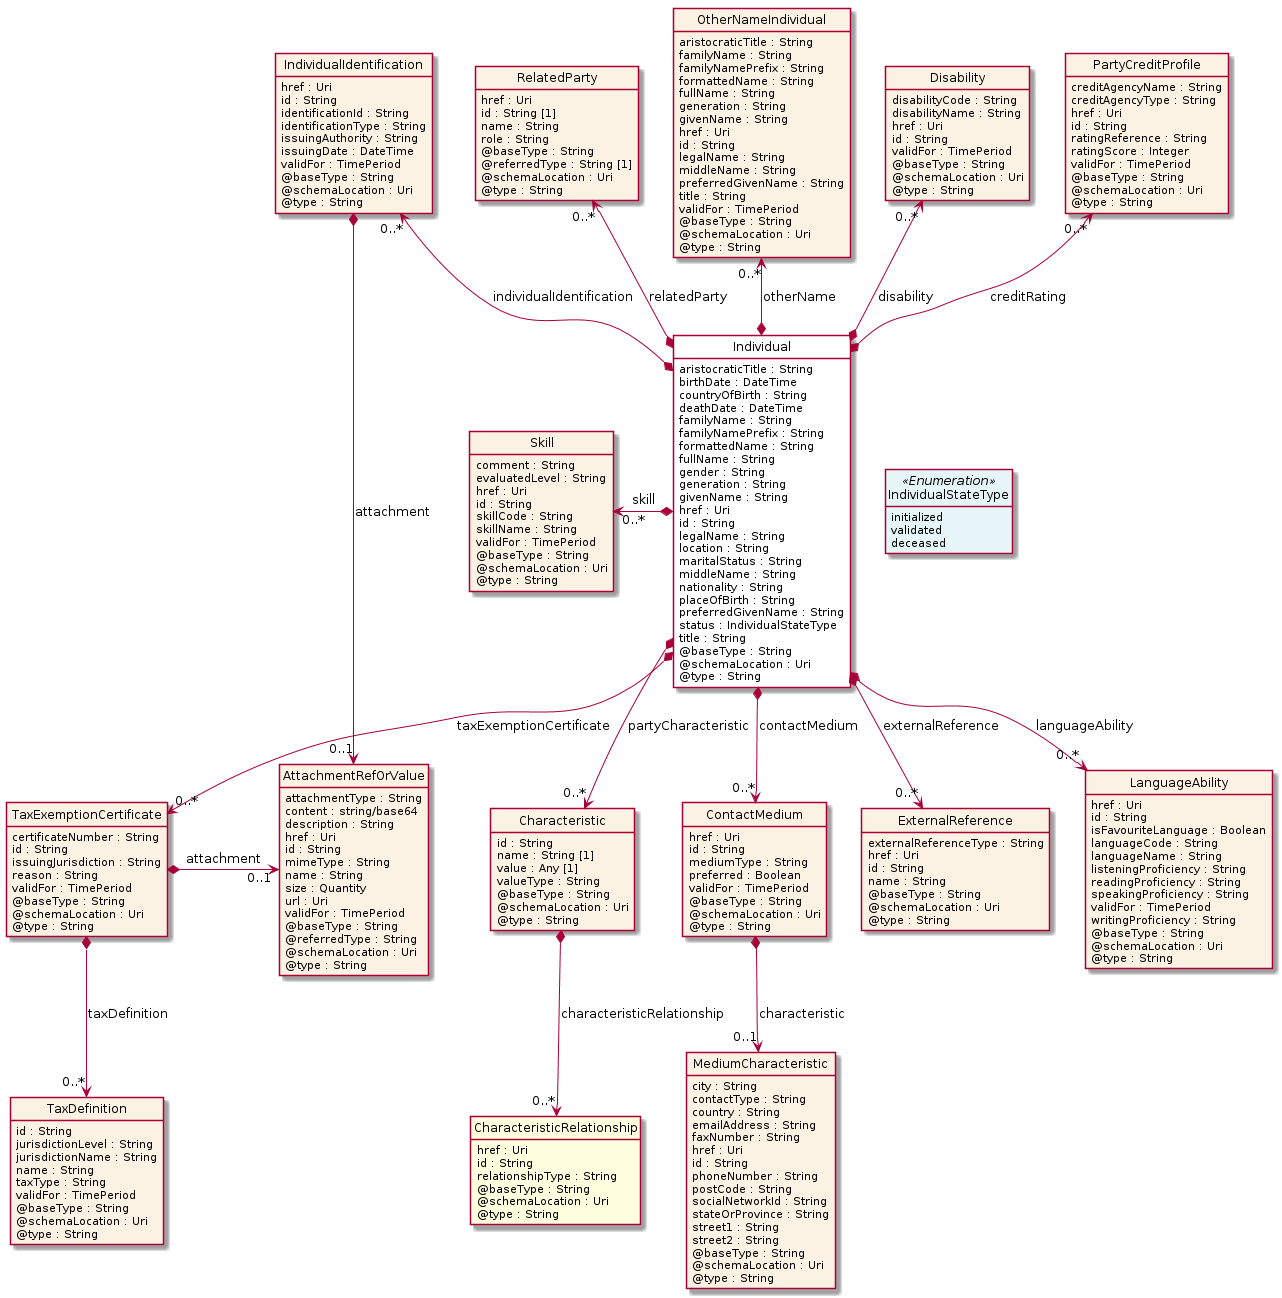 OtherNameIndividual
aristocraticTitle : String
familyName : String
familyNamePrefix : String
formattedName : String
fullName : String
generation : String
givenName : String
href : Uri
id : String
legalName : String
middleName : String
preferredGivenName : String
title : String
validFor : TimePeriod
@baseType : String
@schemaLocation : Uri
@type : String
IndividualIdentification
href : Uri
id : String
identificationId : String
identificationType : String
issuingAuthority : String
issuingDate : DateTime
validFor : TimePeriod
@baseType : String
@schemaLocation : Uri
@type : String
RelatedParty
href : Uri
id : String [1]
name : String
role : String
@baseType : String
@referredType : String [1]
@schemaLocation : Uri
@type : String
Disability
disabilityCode : String
disabilityName : String
href : Uri
id : String
validFor : TimePeriod
@baseType : String
@schemaLocation : Uri
@type : String
PartyCreditProfile
creditAgencyName : String
creditAgencyType : String
href : Uri
id : String
ratingReference : String
ratingScore : Integer
validFor : TimePeriod
@baseType : String
@schemaLocation : Uri
@type : String
0..*
0..*
0..*
0..*
0..*
individualIdentification
relatedParty
otherName
disability
creditRating
Individual
aristocraticTitle : String
birthDate : DateTime
countryOfBirth : String
deathDate : DateTime
familyName : String
familyNamePrefix : String
formattedName : String
fullName : String
gender : String
generation : String
givenName : String
href : Uri
id : String
legalName : String
location : String
maritalStatus : String
middleName : String
nationality : String
placeOfBirth : String
preferredGivenName : String
status : IndividualStateType
title : String
@baseType : String
@schemaLocation : Uri
@type : String
Skill
comment : String
evaluatedLevel : String
href : Uri
id : String
skillCode : String
skillName : String
validFor : TimePeriod
@baseType : String
@schemaLocation : Uri
@type : String
skill
0..*
«Enumeration»
IndividualStateType
initialized
validated
deceased
attachment
taxExemptionCertificate
partyCharacteristic
contactMedium
externalReference
languageAbility
0..1
0..*
0..*
0..*
0..*
0..*
TaxExemptionCertificate
certificateNumber : String
id : String
issuingJurisdiction : String
reason : String
validFor : TimePeriod
@baseType : String
@schemaLocation : Uri
@type : String
attachment
0..1
AttachmentRefOrValue
attachmentType : String
content : string/base64
description : String
href : Uri
id : String
mimeType : String
name : String
size : Quantity
url : Uri
validFor : TimePeriod
@baseType : String
@referredType : String
@schemaLocation : Uri
@type : String
Characteristic
id : String
name : String [1]
value : Any [1]
valueType : String
@baseType : String
@schemaLocation : Uri
@type : String
ContactMedium
href : Uri
id : String
mediumType : String
preferred : Boolean
validFor : TimePeriod
@baseType : String
@schemaLocation : Uri
@type : String
ExternalReference
externalReferenceType : String
href : Uri
id : String
name : String
@baseType : String
@schemaLocation : Uri
@type : String
LanguageAbility
href : Uri
id : String
isFavouriteLanguage : Boolean
languageCode : String
languageName : String
listeningProficiency : String
readingProficiency : String
speakingProficiency : String
validFor : TimePeriod
writingProficiency : String
@baseType : String
@schemaLocation : Uri
@type : String
taxDefinition
characteristicRelationship
characteristic
0..*
0..*
0..1
TaxDefinition
id : String
jurisdictionLevel : String
jurisdictionName : String
name : String
taxType : String
validFor : TimePeriod
@baseType : String
@schemaLocation : Uri
@type : String
CharacteristicRelationship
href : Uri
id : String
relationshipType : String
@baseType : String
@schemaLocation : Uri
@type : String
MediumCharacteristic
city : String
contactType : String
country : String
emailAddress : String
faxNumber : String
href : Uri
id : String
phoneNumber : String
postCode : String
socialNetworkId : String
stateOrProvince : String
street1 : String
street2 : String
@baseType : String
@schemaLocation : Uri
@type : String